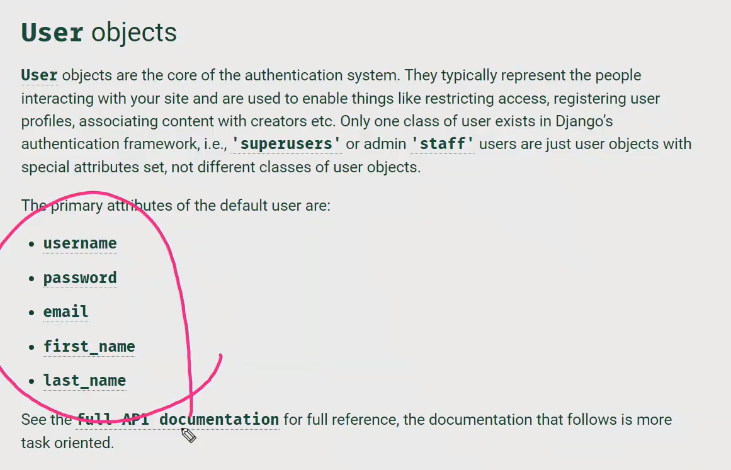 User objects
User objects are the core of the authentication system. They typically represent the people
interacting with your site and are used to enable things like restricting access, registering user
profiles, associating content with creators etc. Only one class of user exists in Django’s
authentication framework, i.e., 'superusers' or admin 'staff' users are just user objects with
special attributes set, not different classes of user objects.
The primary attributes of the default user are:
• username
• password
• email
• first_name
• last_name
See the full API documentation for full reference, the documentation that follows is more
task oriented.